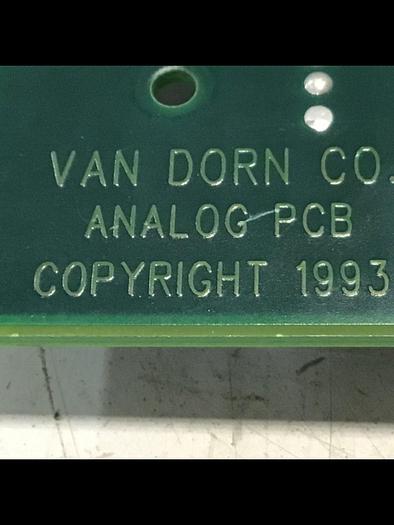 VAN DORN CO.
ANALOG PCB
COPYRIGHT 1993